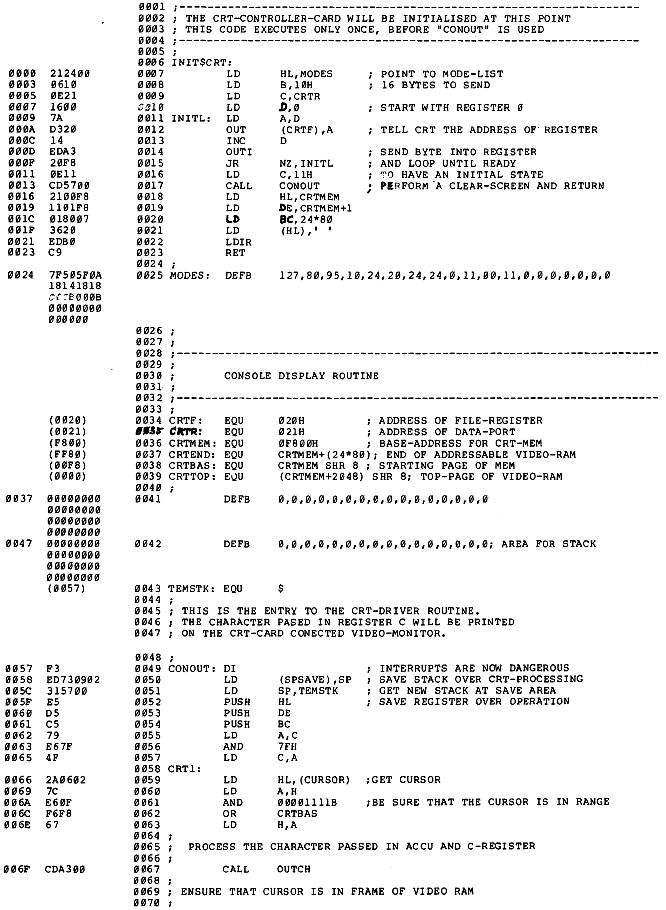 0001 ;-----------------------------------------------------------
0002 ; THE CRT-CONTROLLER-CARD WILL BE INITIALISED AT THIS POINT
0003 ; THIS CODE EXECUTES ONLY ONCE, BEFORE "CONOUT" IS USED
0004 ;-----------------------------------------------------------
0005 ;
0006 INITSCRT:
0000 212400 0007 LD HL,MODES ; POINT TO MODE-LIST
0003 0610 0008 LD B,10H ; 16 BYTES TO SEND
0005 0E21 0009 LD C,CRTR
0007 1600 0010 LD D,0 ; START WITH REGISTER 0
0009 7A 0011 INITL: LD A,D
000A D320 0012 OUT (CRTF),A ; TELL CRT THE ADDRESS OF REGISTER
000C 14 0013 INC D
000D EDA3 0014 OUTI ; SEND BYTE INTO REGISTER
000F 20F8 0015 JR NZ,INITL ; AND LOOP UNTIL READY
0011 0E11 0016 LD C,11H ; TO HAVE AN INITIAL STATE
0013 CD5700 0017 CALL CONOUT ; PERFORM A CLEAR-SCREEN AND RETURN
0016 2100F8 0018 LD HL,CRTMEM
0019 1101F8 0019 LD DE,CRTMEM+1
001C 018007 0020 LD BC,24*80
001F 3620 0021 LD (HL),' '
0021 EDB0 0022 LDIR
0023 C9 0023 RET
0024 ;
0024 7F505F0A 0025 MODES: DEFB 127,80,95,10,24,20,24,24,0,11,00,11,0,0,0,0,0,0,0
18141818
000B000B
00000000
000000
0026 ;
0027 ;
0028 ;-----------------------------------------------------------
0029 ;
0030 ; CONSOLE DISPLAY ROUTINE
0031 ;
0032 ;-----------------------------------------------------------
0033 ;
(0020) 0034 CRTF: EQU 020H ; ADDRESS OF FILE-REGISTER
(0021) 0035 CRTR: EQU 021H ; ADDRESS OF DATA-PORT
(F800) 0036 CRTMEM: EQU 0F800H ; BASE-ADDRESS FOR CRT-MEM
(FF80) 0037 CRTEND: EQU CRTMEM+(24*80); END OF ADDRESSABLE VIDEO-RAM
(00F8) 0038 CRTBAS: EQU CRTMEM SHR 8 ; STARTING PAGE OF MEM
(0000) 0039 CRTTOP: EQU (CRTMEM+2048) SHR 8; TOP-PAGE OF VIDEO-RAM
0040 ;
0037 00000000 0041 DEFB 0,0,0,0,0,0,0,0,0,0,0,0,0,0,0,0
00000000
00000000
00000000
0047 00000000 0042 DEFB 0,0,0,0,0,0,0,0,0,0,0,0,0,0,0,0; AREA FOR STACK
00000000
00000000
00000000
(0057) 0043 TEMSTK: EQU $
0044 ;
0045 ; THIS IS THE ENTRY TO THE CRT-DRIVER ROUTINE.
0046 ; THE CHARACTER PASED IN REGISTER C WILL BE PRINTED
0047 ; ON THE CRT-CARD CONECTED VIDEO-MONITOR.
0048 ;
0057 F3 0049 CONOUT: DI ; INTERRUPTS ARE NOW DANGEROUS
0058 ED730902 0050 LD (SPSAVE),SP ; SAVE STACK OVER CRT-PROCESSING
005C 315700 0051 LD SP,TEMSTK ; GET NEW STACK AT SAVE AREA
005F E5 0052 PUSH HL ; SAVE REGISTER OVER OPERATION
0060 D5 0053 PUSH DE
0061 C5 0054 PUSH BC
0062 79 0055 LD A,C
0063 E67F 0056 AND 7FH
0065 4F 0057 LD C,A
0058 CRT1:
0066 2A0602 0059 LD HL,(CURSOR) ;GET CURSOR
0069 7C 0060 LD A,H
006A E60F 0061 AND 00001111B ;BE SURE THAT THE CURSOR IS IN RANGE
006C F6F8 0062 OR CRTBAS
006E 67 0063 LD H,A
0064 ;
0065 ; PROCESS THE CHARACTER PASSED IN ACCU AND C-REGISTER
0066 ;
006F CDA300 0067 CALL OUTCH
0068 ;
0069 ; ENSURE THAT CURSOR IS IN FRAME OF VIDEO RAM
0070 ;